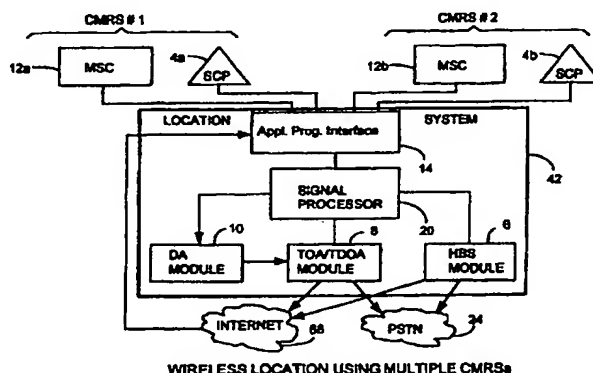 CMRS # 1
CMRS # 2
12a
MSC
4a
SCP
12b
MSC
4b
SCP
LOCATION
Appl. Prog. Interface
SYSTEM
14
42
SIGNAL
PROCESSOR
20
10
8
6
DA
MODULE
TOA/TDOA
MODULE
HBS
MODULE
INTERNET
68
PSTN
24
WIRELESS LOCATION USING MULTIPLE CMRSs